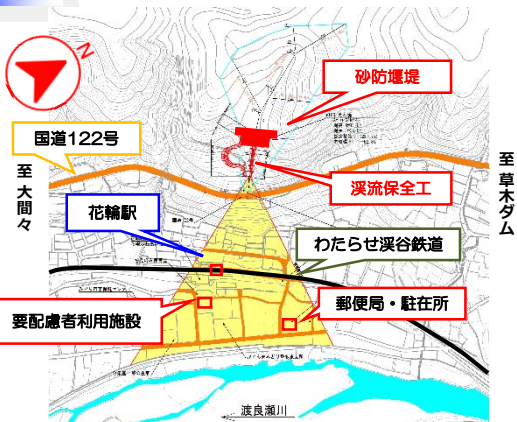 N
砂防堰堤
国道122号
至 大間々
至 草木ダム
渓流保全工
花輪駅
わたらせ渓谷鉄道
要配慮者利用施設
郵便局・駐在所
渡良瀬川